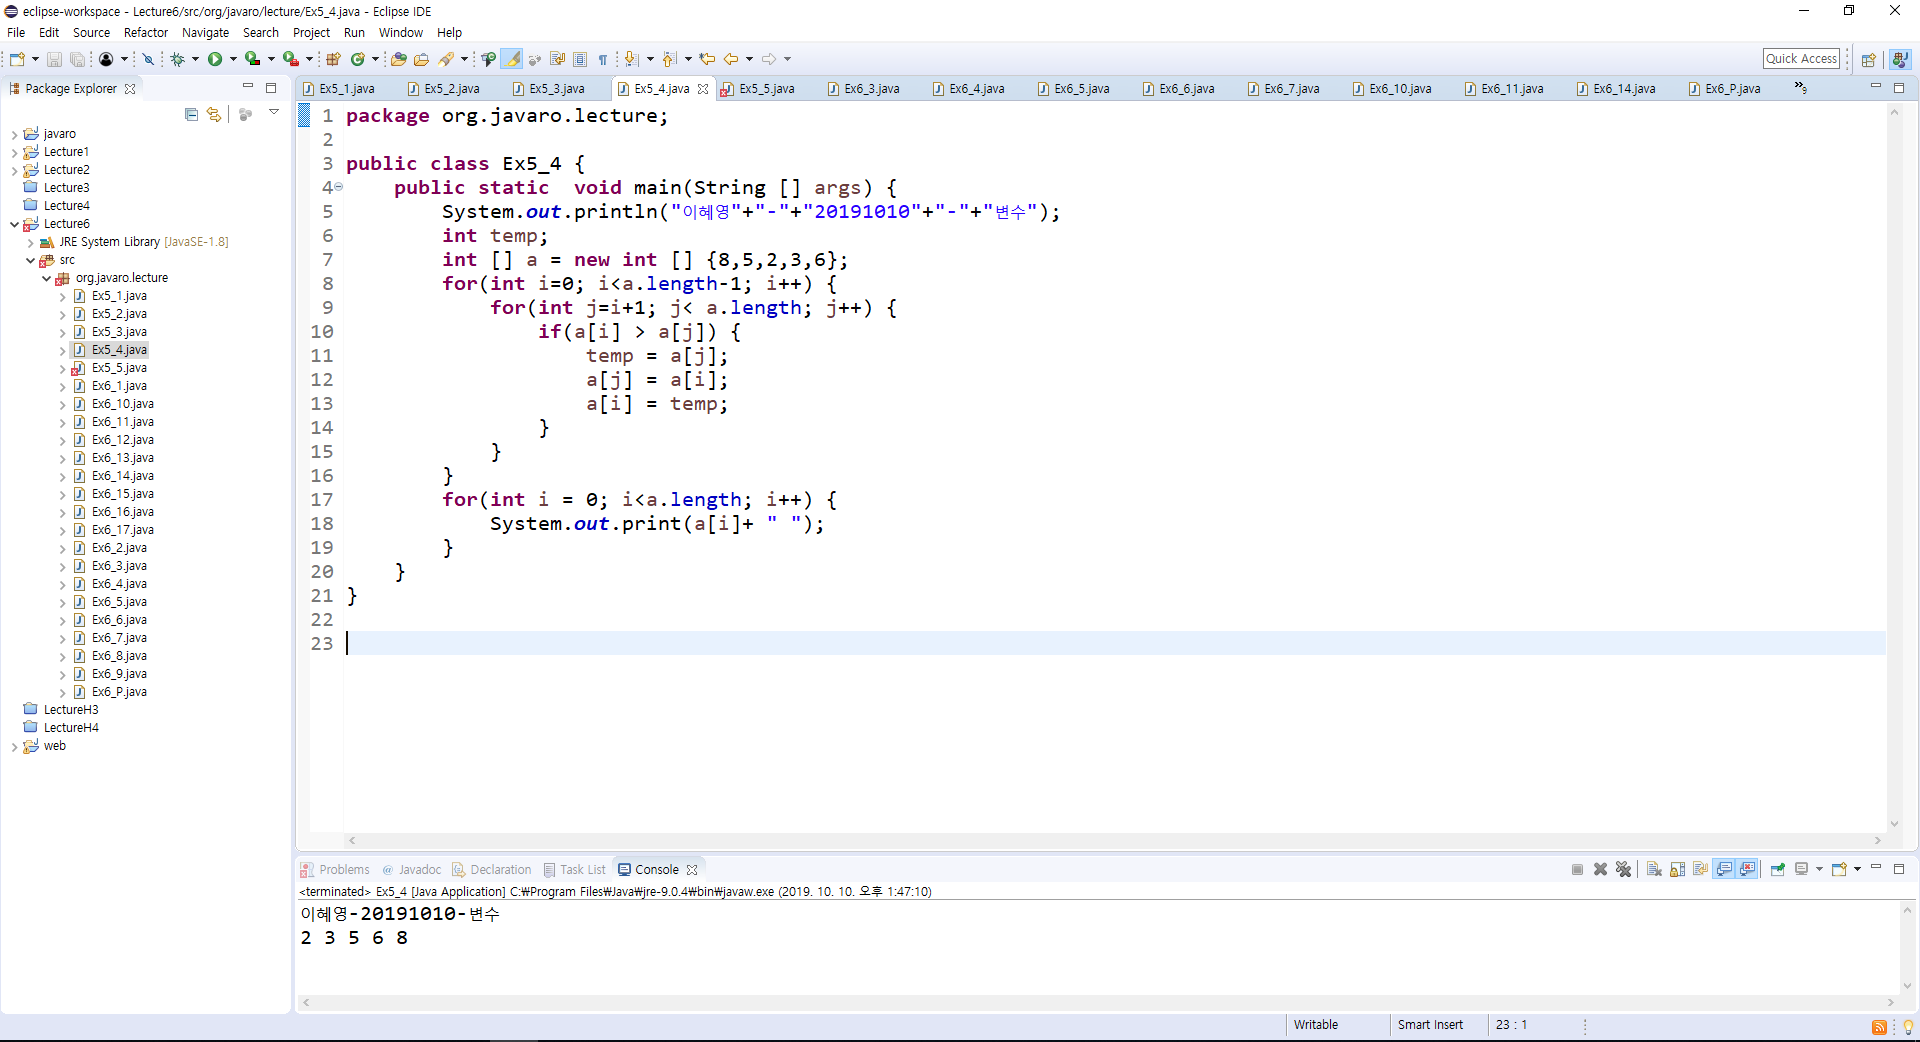 eclipse-workspace - Lecture6/src/org/javaro/lecture/Ex5_4.java - Eclipse IDE
File Edit Source Refactor Navigate Search Project Run Window Help
Quick Access
Package Explorer
Ex5_1.java Ex5_2.java Ex5_3.java Ex5_4.java Ex5_5.java Ex6_3.java Ex6_4.java Ex6_5.java Ex6_6.java Ex6_7.java Ex6_10.java Ex6_11.java Ex6_14.java Ex6_P.java »9
javaro
Lecture1
Lecture2
Lecture3
Lecture4
Lecture6
JRE System Library [JavaSE-1.8]
src
org.javaro.lecture
Ex5_1.java
Ex5_2.java
Ex5_3.java
Ex5_4.java
Ex5_5.java
Ex6_1.java
Ex6_10.java
Ex6_11.java
Ex6_12.java
Ex6_13.java
Ex6_14.java
Ex6_15.java
Ex6_16.java
Ex6_17.java
Ex6_2.java
Ex6_3.java
Ex6_4.java
Ex6_5.java
Ex6_6.java
Ex6_7.java
Ex6_8.java
Ex6_9.java
Ex6_P.java
LectureH3
LectureH4
web
1 package org.javaro.lecture;
2
3 public class Ex5_4 {
4 public static  void main(String [] args) {
5 System.out.println("이혜영"+"-"+"20191010"+"-"+"변수");
6 int temp;
7 int [] a = new int [] {8,5,2,3,6};
8 for(int i=0; i<a.length-1; i++) {
9 for(int j=i+1; j< a.length; j++) {
10 if(a[i] > a[j]) {
11 temp = a[j];
12 a[j] = a[i];
13 a[i] = temp;
14 }
15 }
16 }
17 for(int i = 0; i<a.length; i++) {
18 System.out.print(a[i]+ " ");
19 }
20 }
21 }
22
23
Problems Javadoc Declaration Task List Console
<terminated> Ex5_4 [Java Application] C:₩Program Files₩Java₩jre-9.0.4₩bin₩javaw.exe (2019. 10. 10. 오후 1:47:10)
이혜영-20191010-변수
2 3 5 6 8
Writable Smart Insert 23 : 1